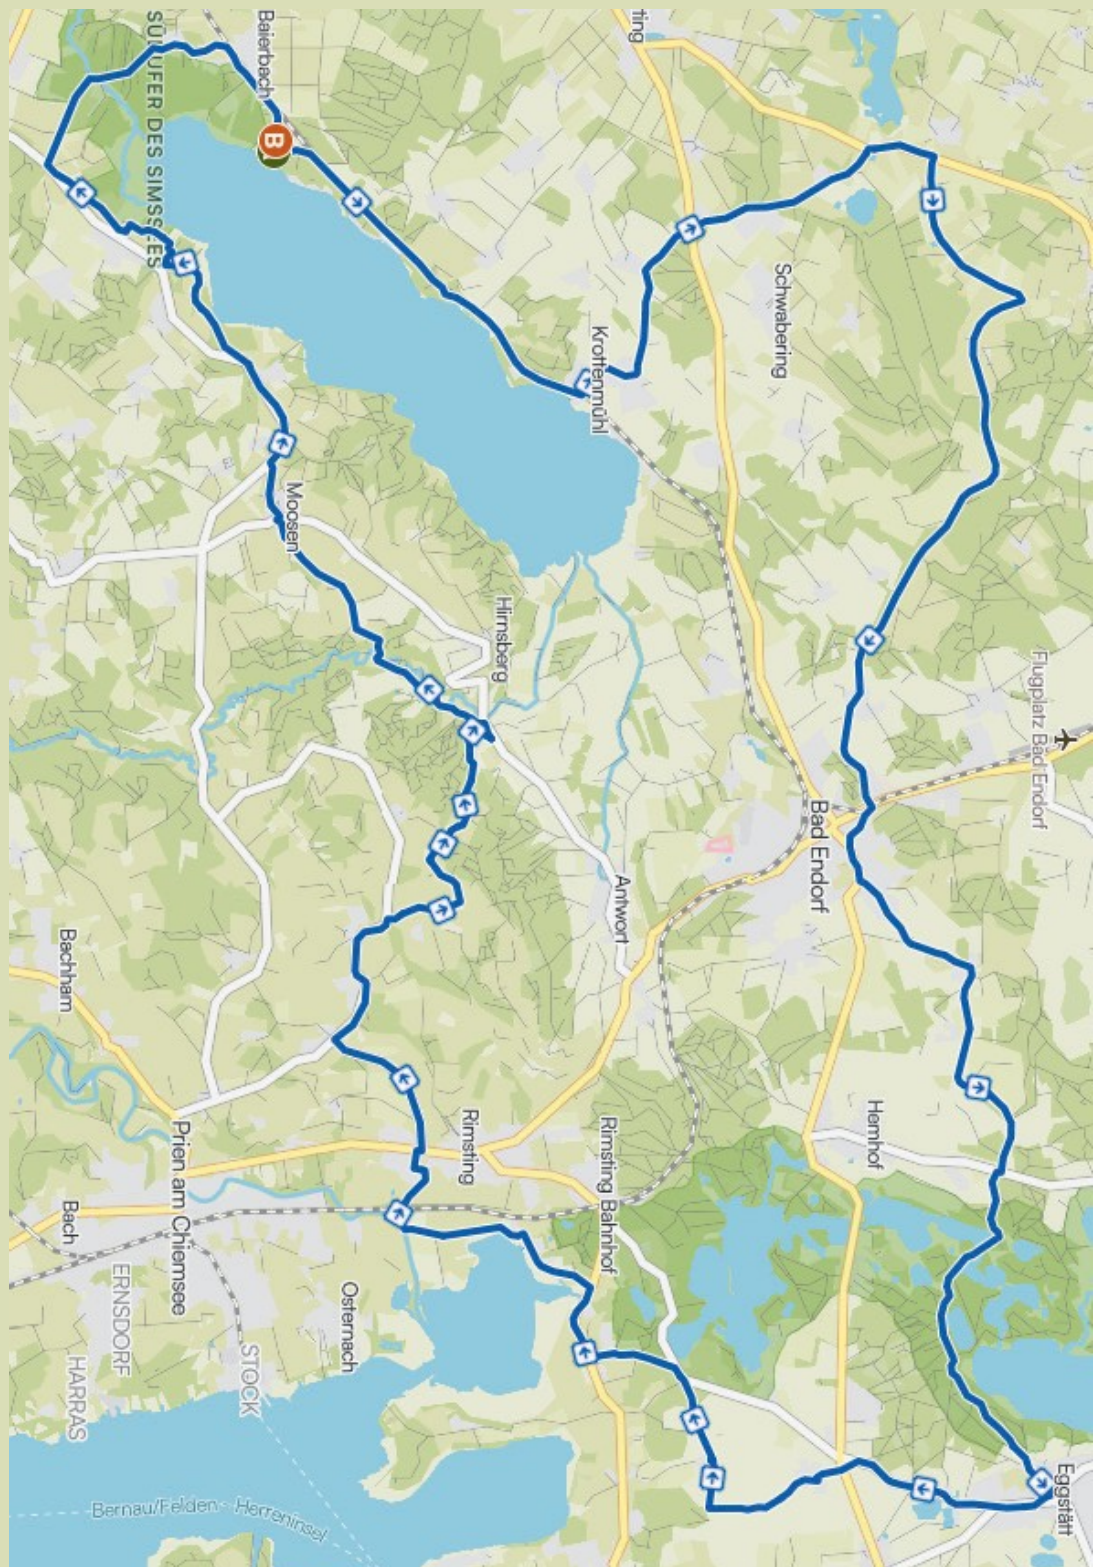 Eggstätt
Flugplatz Bad Endorf
Hemhof
Bad Endorf
Schwabering
Antwort
Rimsting Bahnhof
Krottenmühl
Hirnsberg
Rimsting
Osternach
Moosen
B
Baierbach
STOCK
Bernau/Felden - Herreninsel
Prien am Chiemsee
SÜDUFER DES SIMSSEES
ERNSDORF
HARRAS
Bach
Bachham